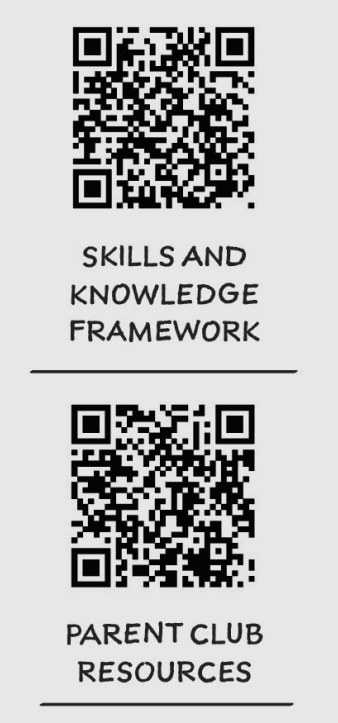 SKILLS AND
KNOWLEDGE
FRAMEWORK
PARENT CLUB
RESOURCES